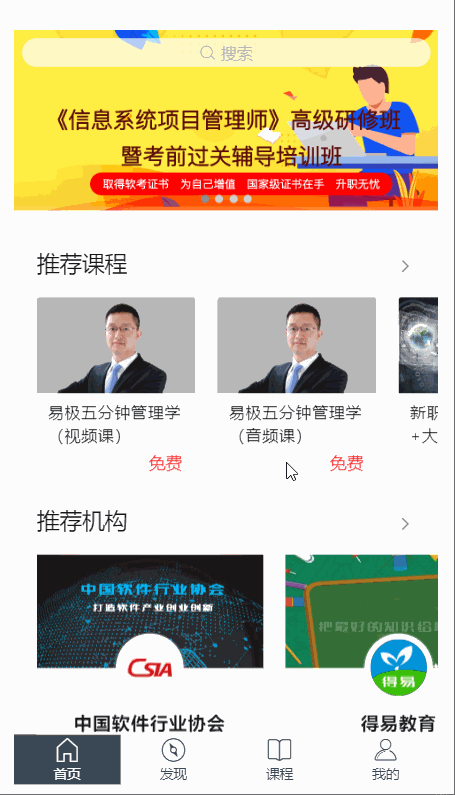 搜索
《信息系统项目管理师》高级研修班
暨考前过关辅导培训班
取得软考证书 为自己增值 国家级证书在手 升职无忧
推荐课程
易极五分钟管理学
（视频课）
免费
易极五分钟管理学
（音频课）
免费
新职
+大
推荐机构
中国软件行业协会
打造软件产业创业创新
CSIA
中国软件行业协会
把最好的知识给
得易
得易教育
首页
发现
课程
我的